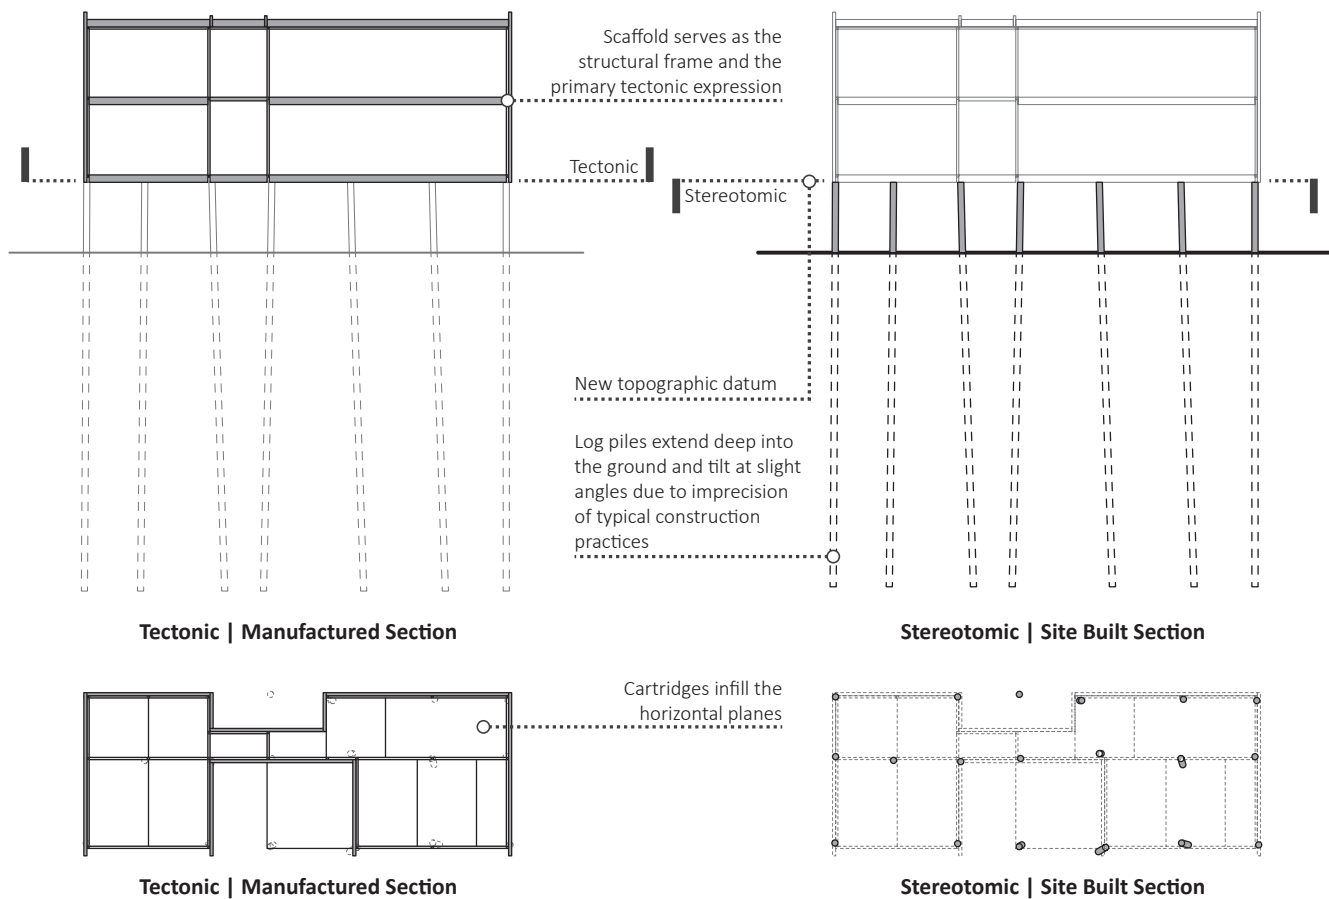 Scaffold serves as the
structural frame and the
primary tectonic expression
Tectonic
Stereotomic
New topographic datum
Log piles extend deep into
the ground and tilt at slight
angles due to imprecision
of typical construction
practices
Tectonic | Manufactured Section
Stereotomic | Site Built Section
Cartridges infill the
horizontal planes
Tectonic | Manufactured Section
Stereotomic | Site Built Section